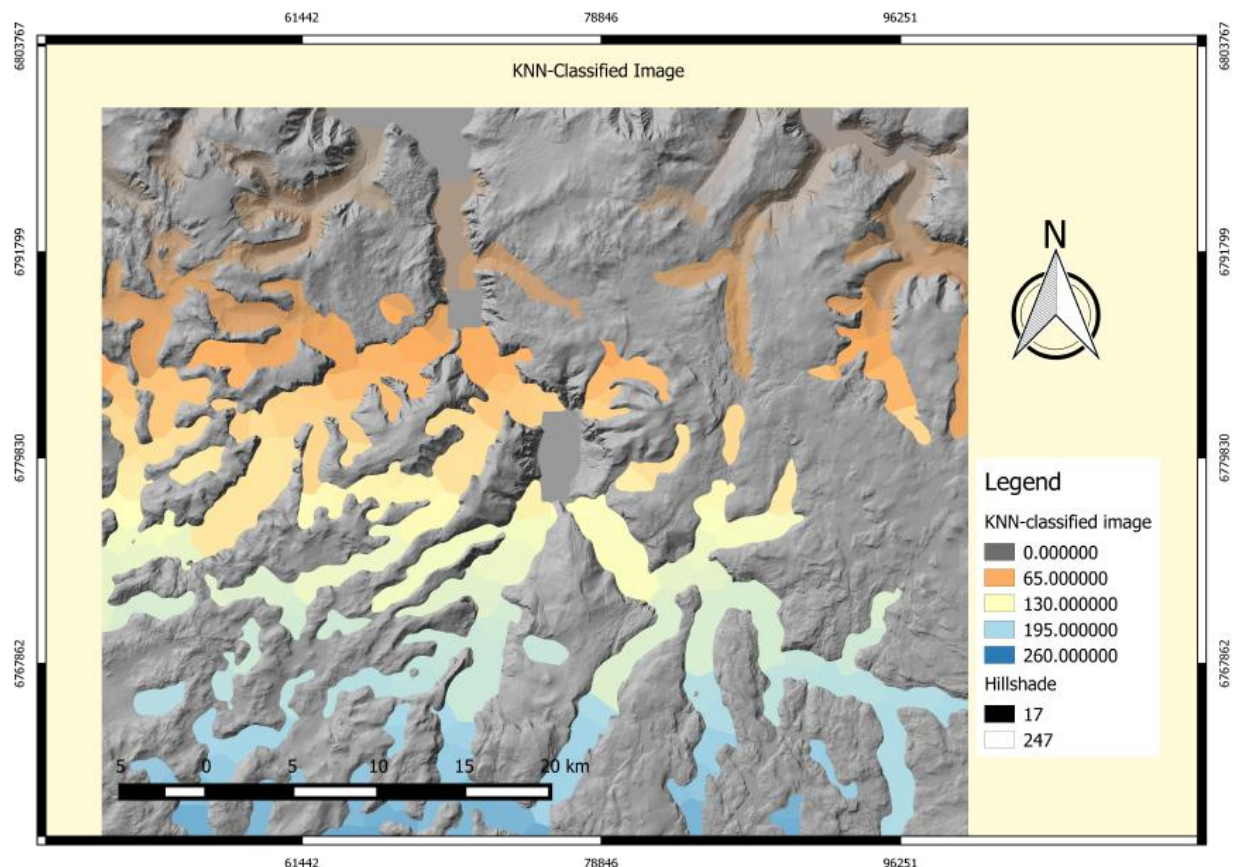 61442 78846 96251
6803767 6803767
KNN-Classified Image
N
6791799 6791799
6779830 6779830
Legend
KNN-classified image
0.000000
65.000000
130.000000
195.000000
260.000000
Hillshade
17
247
6767862 6767862
5 0 5 10 15 20 km
61442 78846 96251